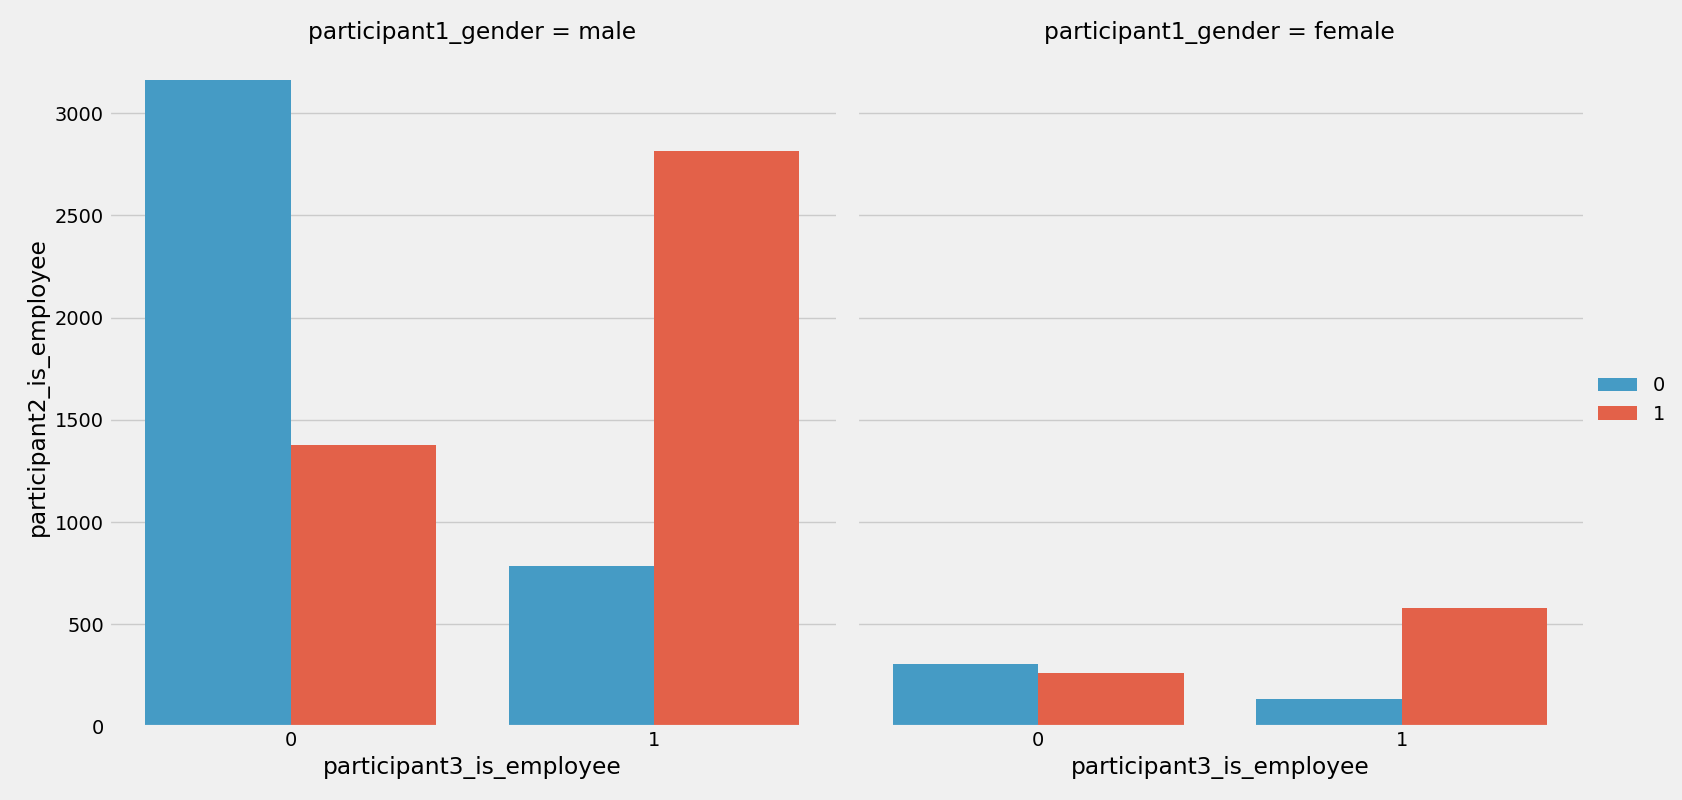 participant1_gender = male
participant1_gender = female
participant2_is_employee
3000
2500
2000
1500
1000
500
0
0 1
0 1
participant3_is_employee
participant3_is_employee
0
1